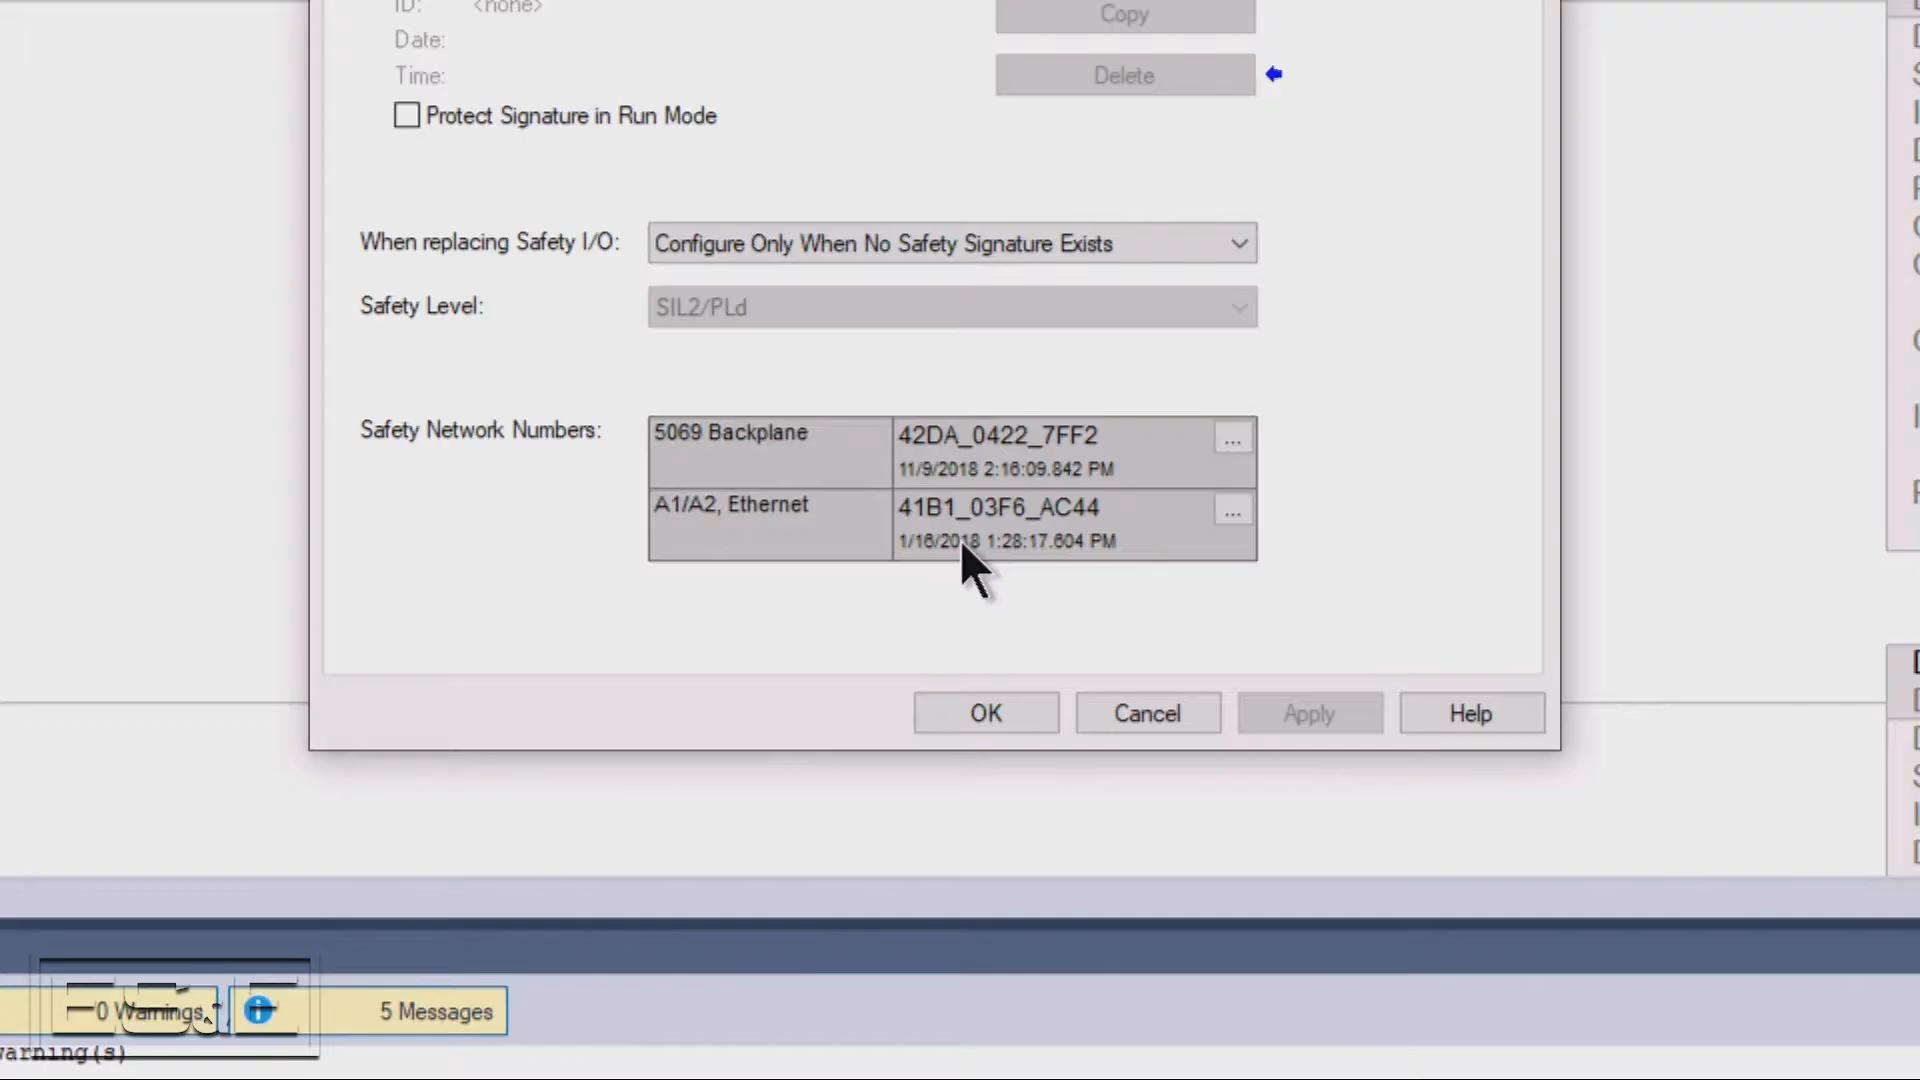 ID: <none>
Copy
Date:
Time:
Delete
Protect Signature in Run Mode
When replacing Safety I/O: Configure Only When No Safety Signature Exists
Safety Level: SIL2/PLd
Safety Network Numbers: 5069 Backplane 42DA_0422_7FF2 ...
11/9/2018 2:16:09.842 PM
A1/A2, Ethernet 41B1_03F6_AC44 ...
1/16/2018 1:28:17.604 PM
OK Cancel Apply Help
0 Warnings 5 Messages
warning(s)